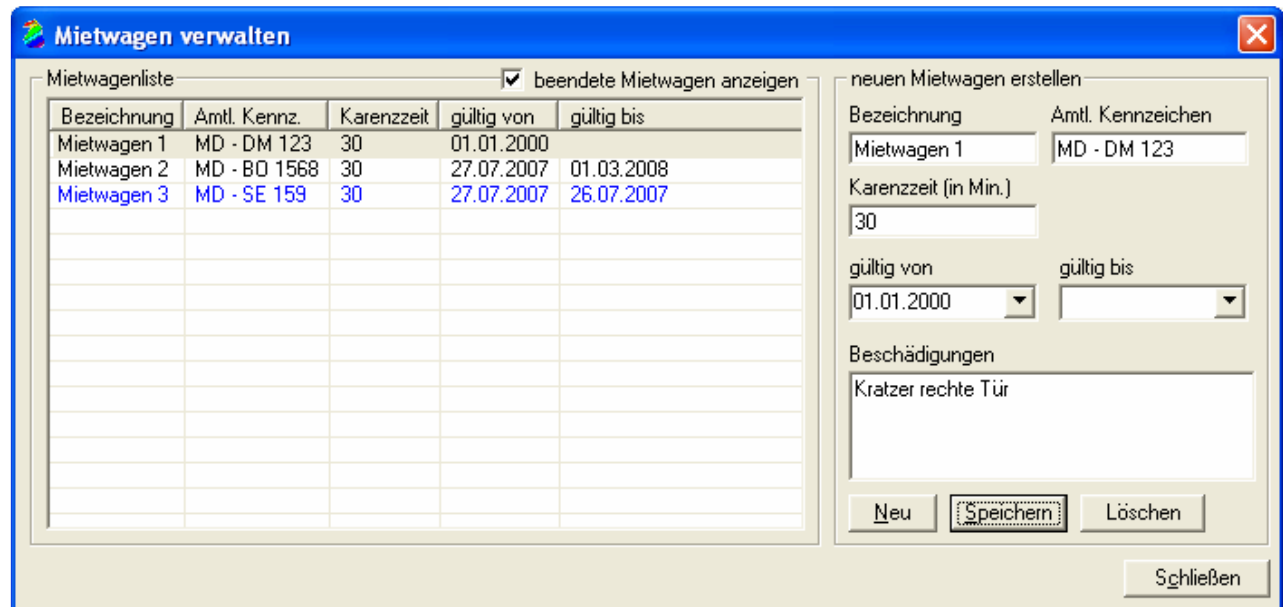 Mietwagen verwalten
Mietwagenliste
beendete Mietwagen anzeigen
Bezeichnung Amtl. Kennz. Karenzzeit gültig von gültig bis
Mietwagen 1 MD - DM 123 30 01.01.2000
Mietwagen 2 MD - BO 1568 30 27.07.2007 01.03.2008
Mietwagen 3 MD - SE 159 30 27.07.2007 26.07.2007
neuen Mietwagen erstellen
Bezeichnung Amtl. Kennzeichen
Mietwagen 1 MD - DM 123
Karenzzeit (in Min.)
30
gültig von gültig bis
01.01.2000
Beschädigungen
Kratzer rechte Tür
Neu Speichern Löschen
Schließen